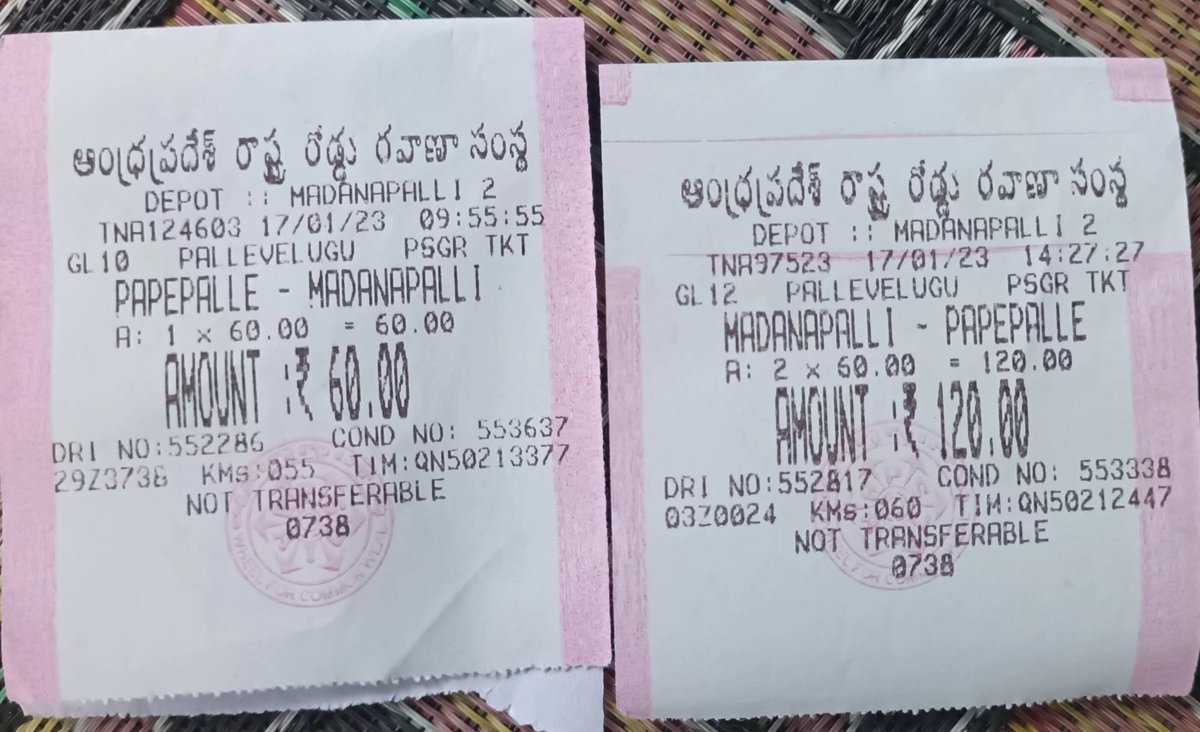 ఆంధ్రప్రదేశ్ రాష్ట్ర రోడ్డు రవాణా సంస్థ
DEPOT :: MADANAPALLI 2
TNA124603 17/01/23 09:55:55
GL10 PALLEVELUGU PSGR TKT
PAPEPALLE - MADANAPALLI
A: 1 x 60.00 = 60.00
AMOUNT :₹ 60.00
DRI NO:552286 COND NO: 553637
29Z3738 KMs:055 TIM:QN50213377
NOT TRANSFERABLE
0738
ఆంధ్రప్రదేశ్ రాష్ట్ర రోడ్డు రవాణా సంస్థ
DEPOT :: MADANAPALLI 2
TNA97523 17/01/23 14:27:27
GL12 PALLEVELUGU PSGR TKT
MADANAPALLI - PAPEPALLE
A: 2 x 60.00 = 120.00
AMOUNT :₹ 120.00
DRI NO:552817 COND NO: 553338
03Z0024 KMs:060 TIM:QN50212447
NOT TRANSFERABLE
0738